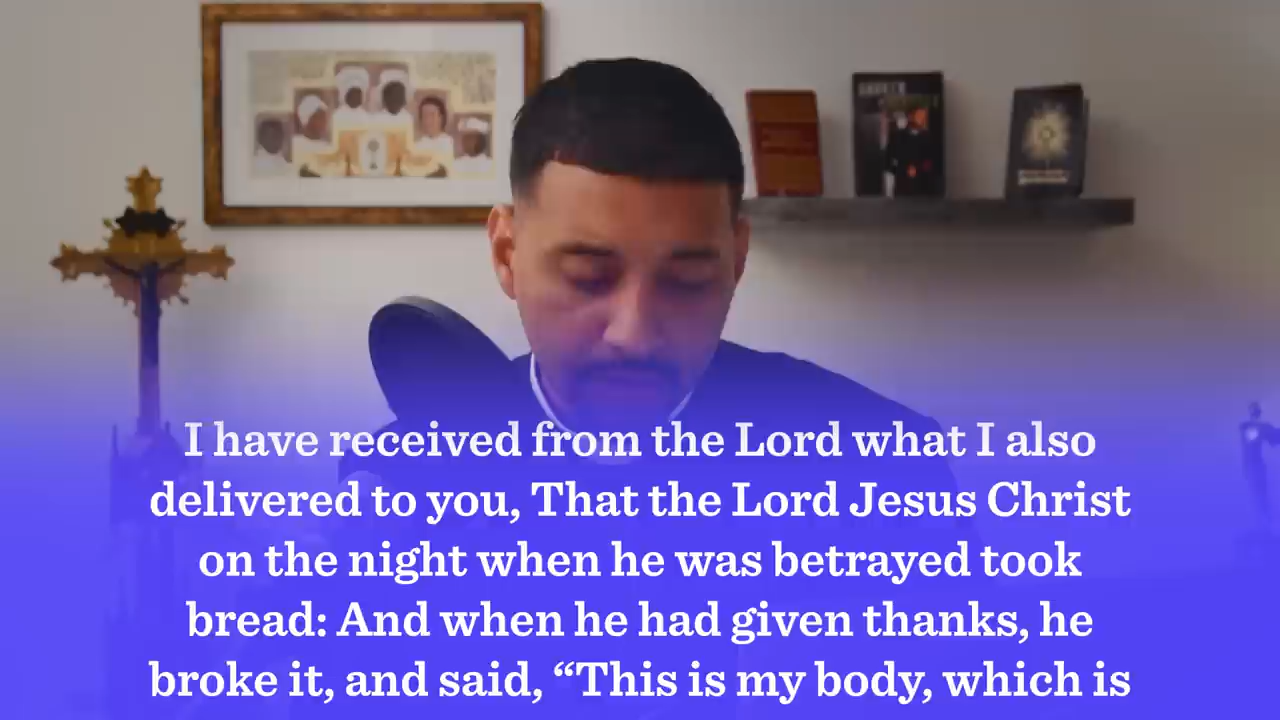 I have received from the Lord what I also
delivered to you, That the Lord Jesus Christ
on the night when he was betrayed took
bread: And when he had given thanks, he
broke it, and said, “This is my body, which is